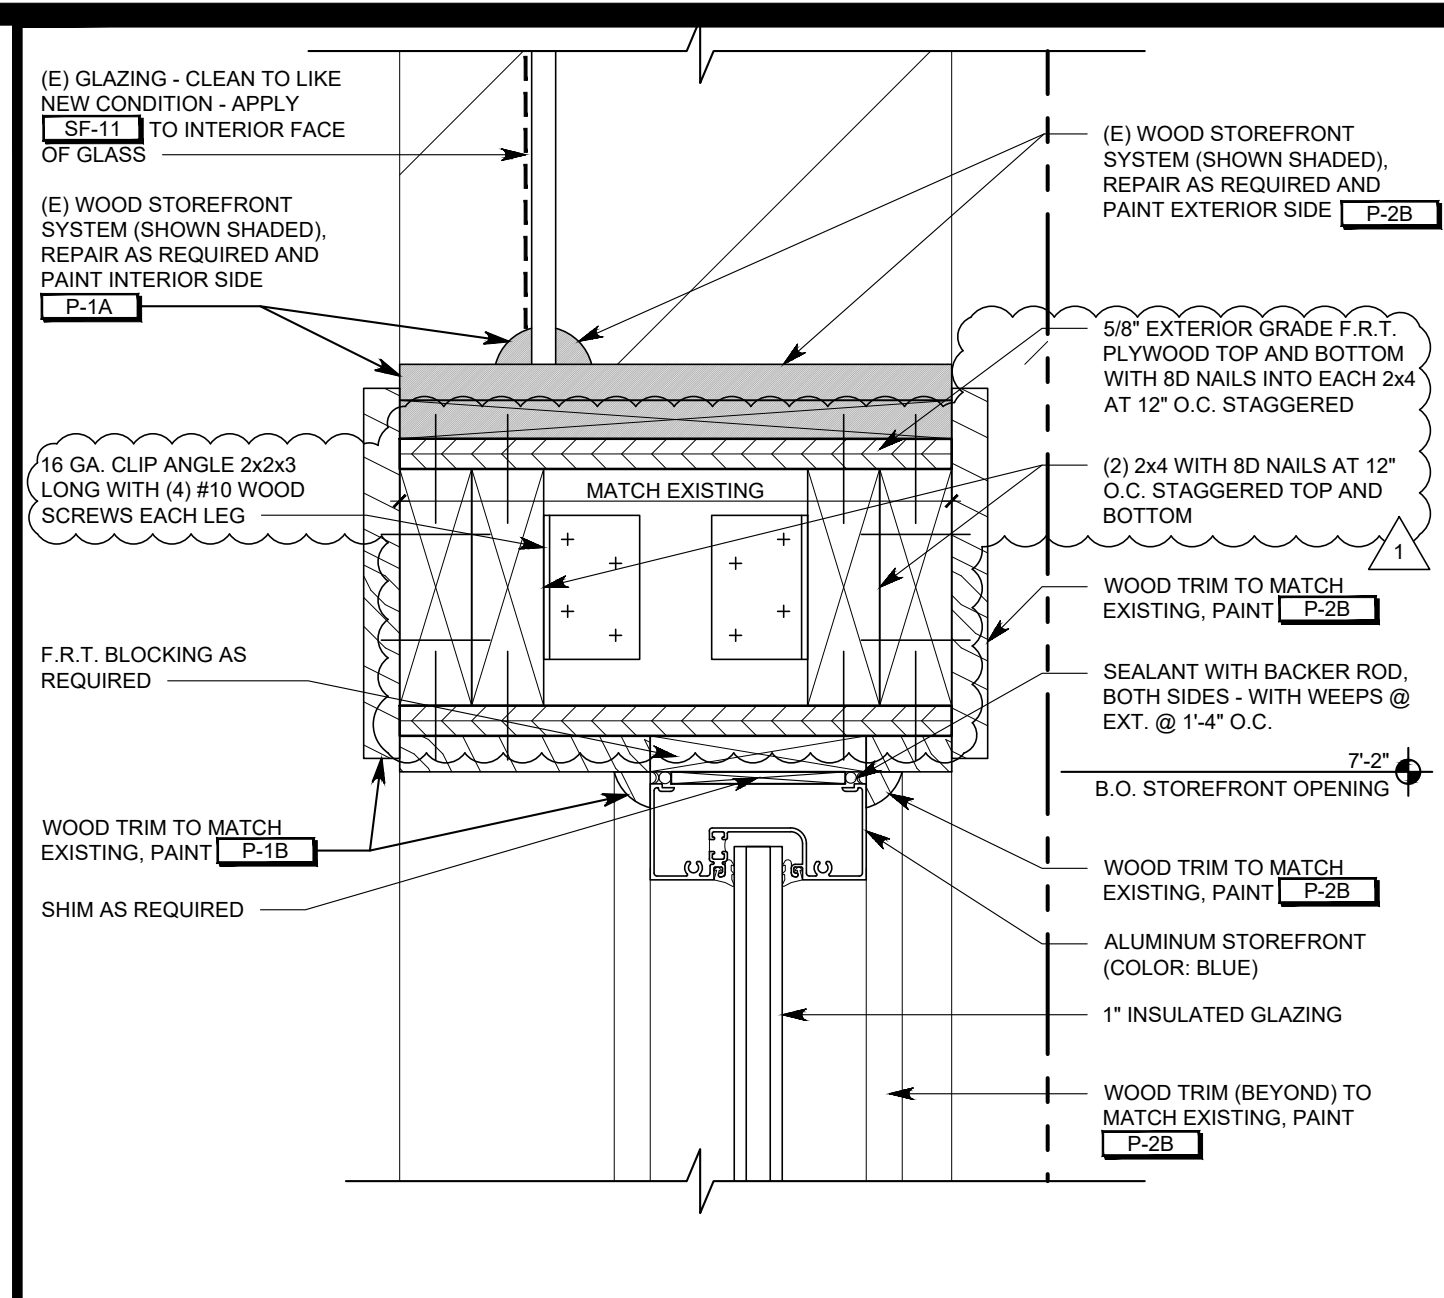 (E) GLAZING - CLEAN TO LIKE
NEW CONDITION - APPLY
SF-11 TO INTERIOR FACE
OF GLASS
(E) WOOD STOREFRONT
SYSTEM (SHOWN SHADED),
REPAIR AS REQUIRED AND
PAINT INTERIOR SIDE
P-1A
16 GA. CLIP ANGLE 2x2x3
LONG WITH (4) #10 WOOD
SCREWS EACH LEG
F.R.T. BLOCKING AS
REQUIRED
WOOD TRIM TO MATCH
EXISTING, PAINT P-1B
SHIM AS REQUIRED
MATCH EXISTING
(E) WOOD STOREFRONT
SYSTEM (SHOWN SHADED),
REPAIR AS REQUIRED AND
PAINT EXTERIOR SIDE P-2B
5/8" EXTERIOR GRADE F.R.T.
PLYWOOD TOP AND BOTTOM
WITH 8D NAILS INTO EACH 2x4
AT 12" O.C. STAGGERED
(2) 2x4 WITH 8D NAILS AT 12"
O.C. STAGGERED TOP AND
BOTTOM
1
WOOD TRIM TO MATCH
EXISTING, PAINT P-2B
SEALANT WITH BACKER ROD,
BOTH SIDES - WITH WEEPS @
EXT. @ 1'-4" O.C.
7'-2"
B.O. STOREFRONT OPENING
WOOD TRIM TO MATCH
EXISTING, PAINT P-2B
ALUMINUM STOREFRONT
(COLOR: BLUE)
1" INSULATED GLAZING
WOOD TRIM (BEYOND) TO
MATCH EXISTING, PAINT
P-2B